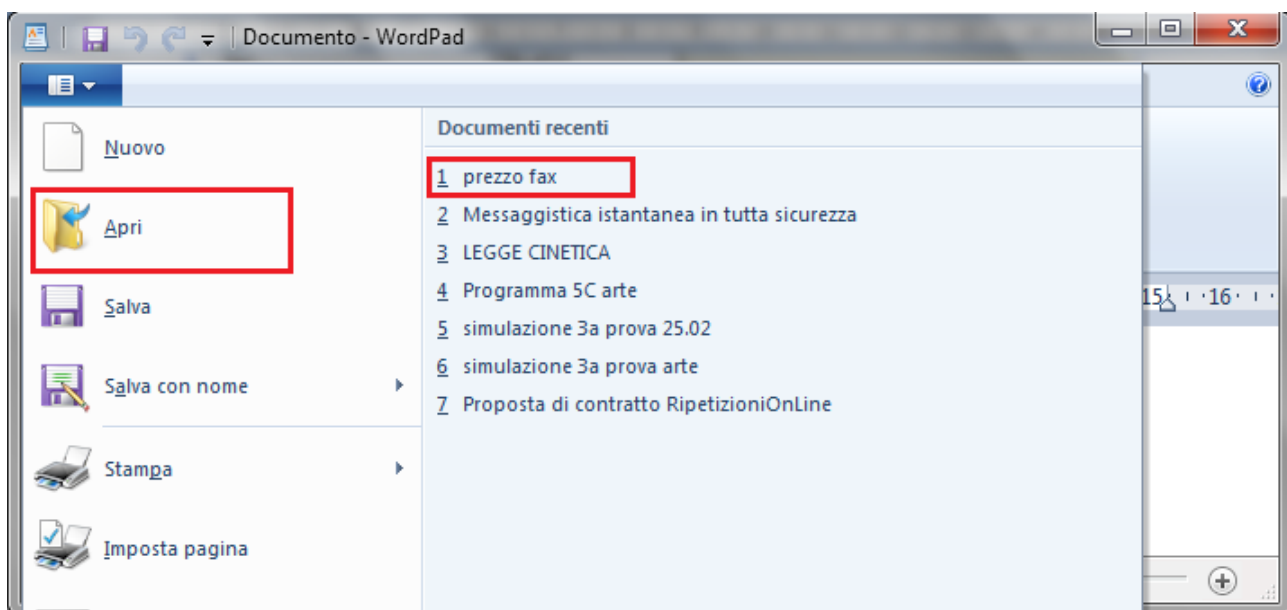 Documento - WordPad
Nuovo
Apri
Salva
Salva con nome
Stampa
Imposta pagina
Documenti recenti
1 prezzo fax
2 Messaggistica istantanea in tutta sicurezza
3 LEGGE CINETICA
4 Programma 5C arte
5 simulazione 3a prova 25.02
6 simulazione 3a prova arte
7 Proposta di contratto RipetizioniOnLine
15 · ı · 16 · ı ·